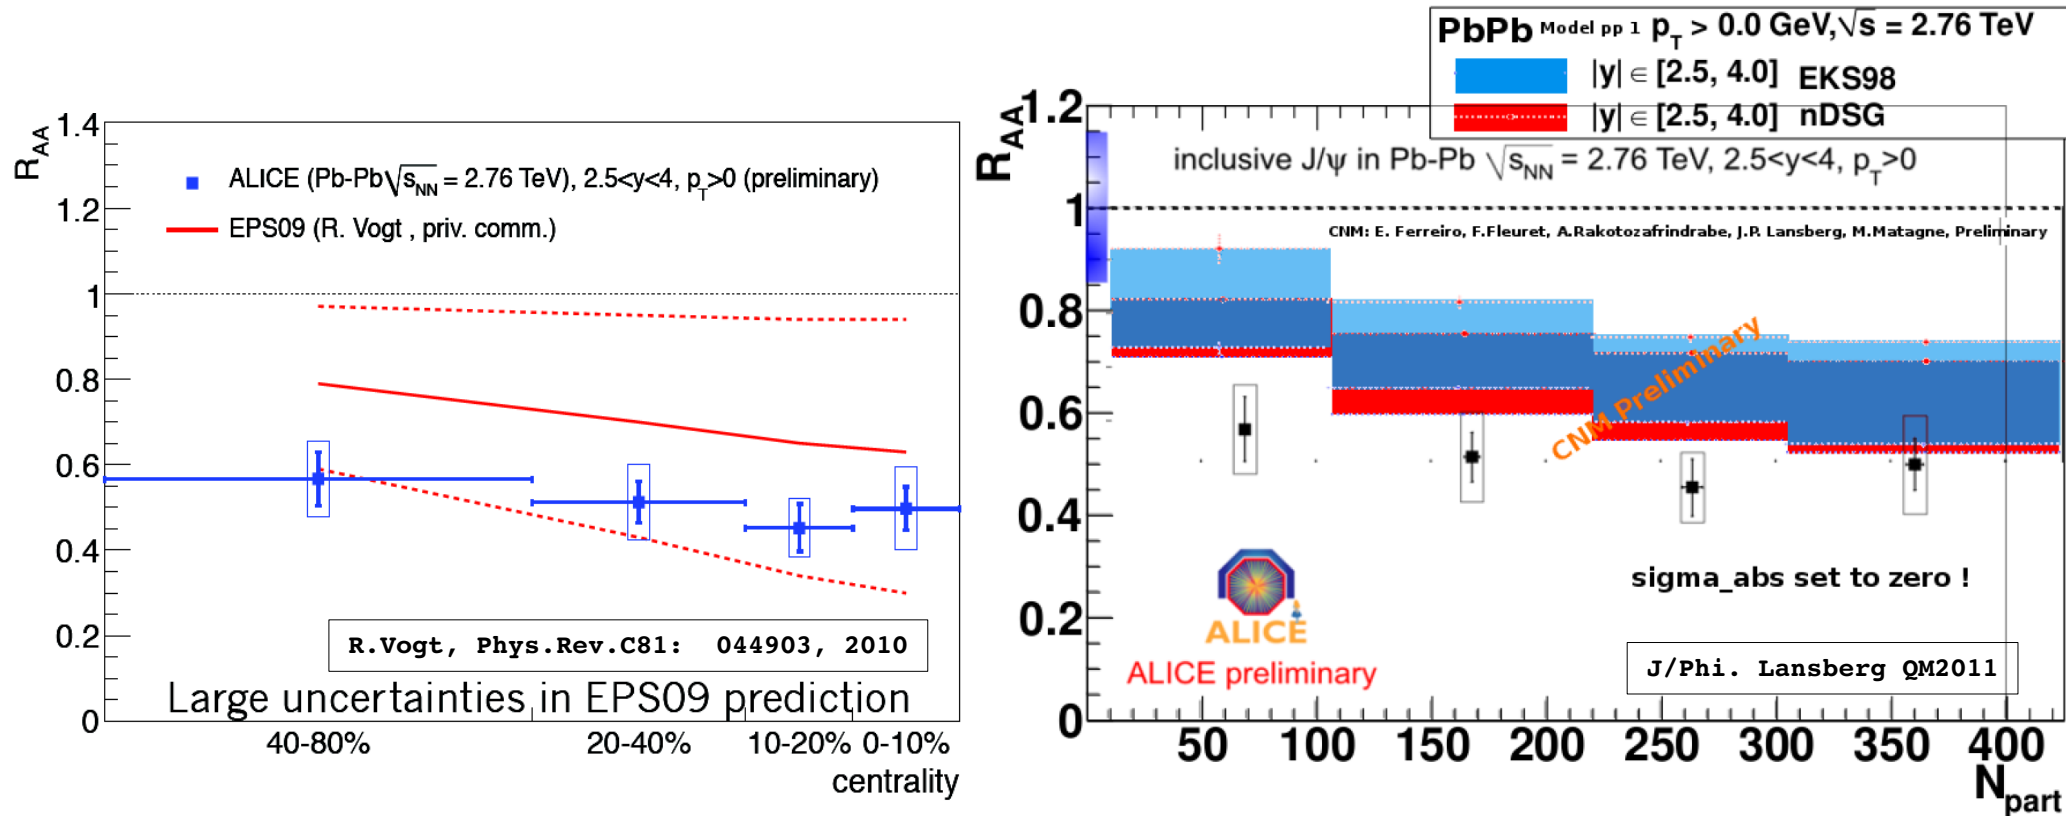 R_AA
1.4
1.2
1
0.8
0.6
0.4
0.2
0
ALICE (Pb-Pb√s_NN = 2.76 TeV), 2.5<y<4, p_T>0 (preliminary)
EPS09 (R. Vogt , priv. comm.)
R.Vogt, Phys.Rev.C81: 044903, 2010
Large uncertainties in EPS09 prediction
40-80% 20-40% 10-20% 0-10%
centrality
PbPb Model pp 1 p_T > 0.0 GeV,√s = 2.76 TeV
|y| ∈ [2.5, 4.0] EKS98
|y| ∈ [2.5, 4.0] nDSG
R_AA
1.2
1
0.8
0.6
0.4
0.2
0
inclusive J/ψ in Pb-Pb √s_NN = 2.76 TeV, 2.5<y<4, p_T>0
CNM: E. Ferreiro, F.Fleuret, A.Rakotozafrindrabe, J.P. Lansberg, M.Matagne, Preliminary
CNM Preliminary
sigma_abs set to zero !
ALICE
ALICE preliminary
J/Phi. Lansberg QM2011
50 100 150 200 250 300 350 400
N_part